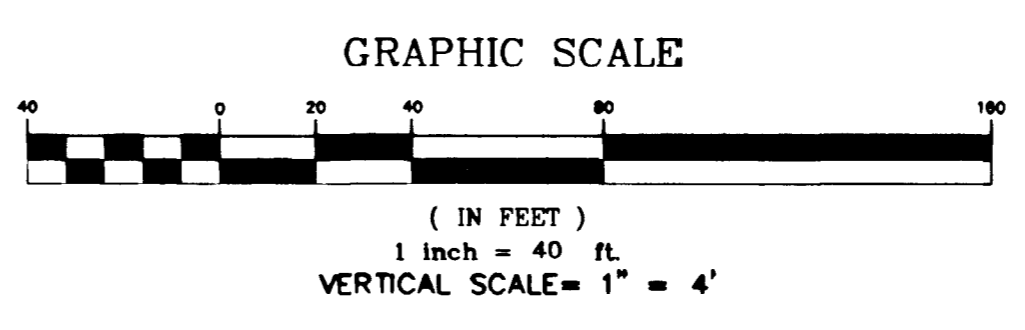 GRAPHIC SCALE
40 0 20 40 80 160
( IN FEET )
1 inch = 40 ft.
VERTICAL SCALE= 1" = 4'